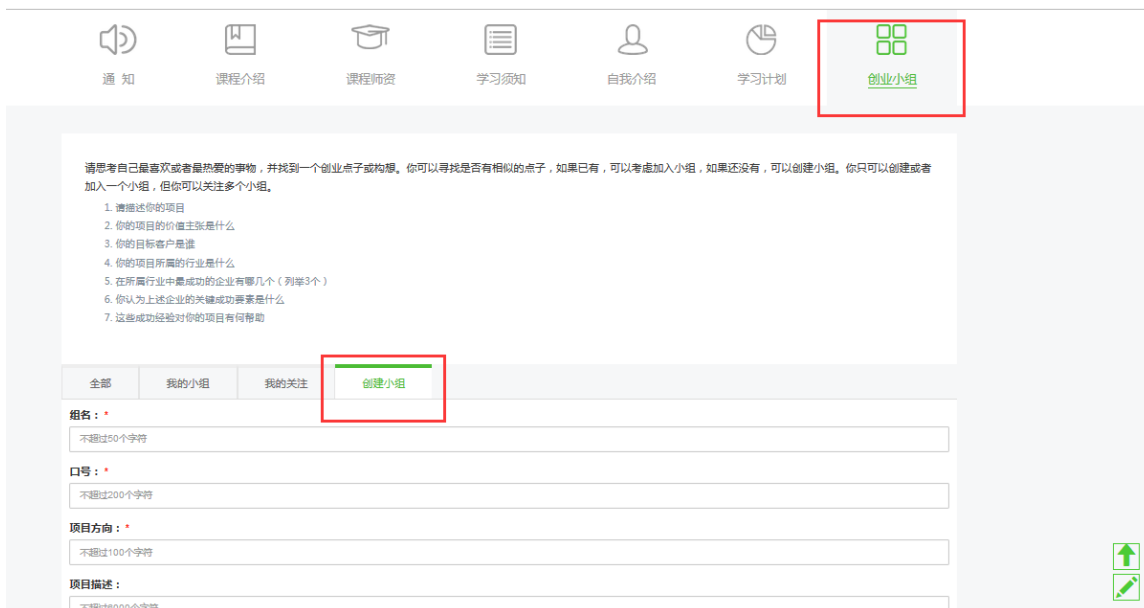 通 知 课程介绍 课程师资 学习须知 自我介绍 学习计划 创业小组
请思考自己最喜欢或者最热爱的事物，并找到一个创业点子或构想。你可以寻找是否有相似的点子，如果已有，可以考虑加入小组，如果还没有，可以创建小组。你只可以创建或者
加入一个小组，但你可以关注多个小组。
1. 请描述你的项目
2. 你的项目的价值主张是什么
3. 你的目标客户是谁
4. 你的项目所属的行业是什么
5. 在所属行业中最成功的企业有哪几个（列举3个）
6. 你认为上述企业的关键成功要素是什么
7. 这些成功经验对你的项目有何帮助
全部 我的小组 我的关注 创建小组
组名：*
不超过50个字符
口号：*
不超过200个字符
项目方向：*
不超过100个字符
项目描述：
不超过6000个字符